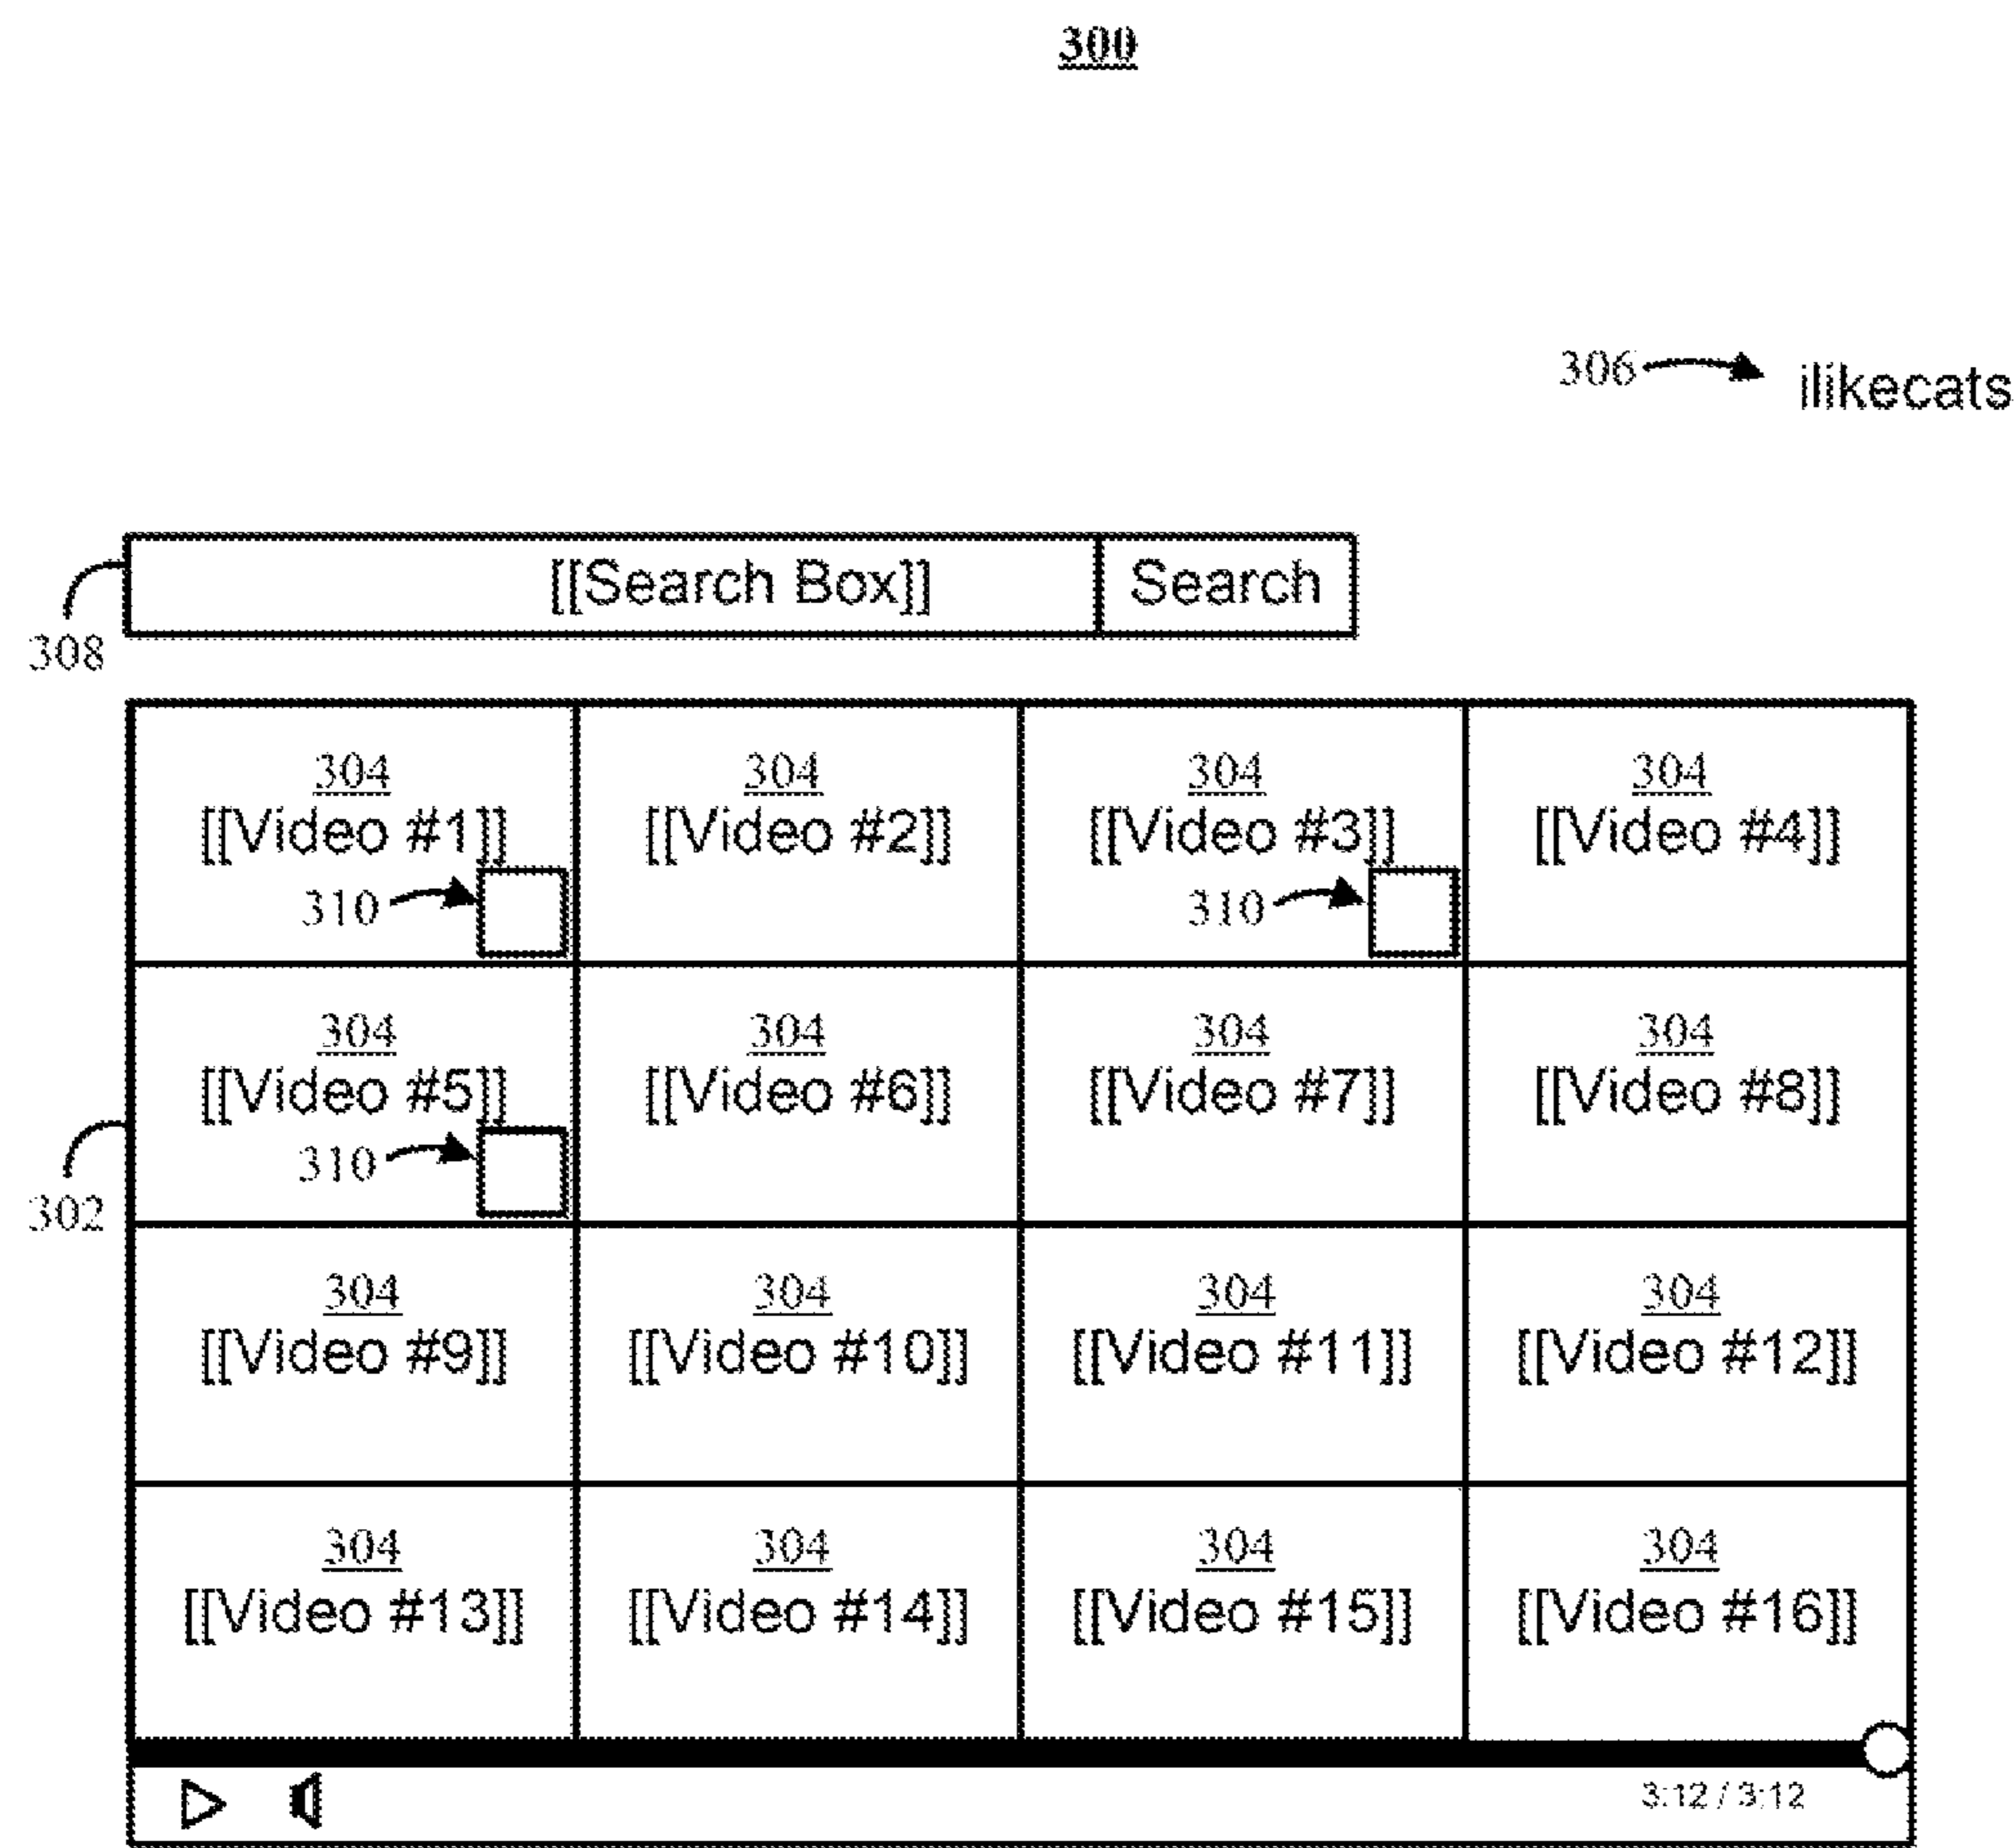 300
306 ilikecats
[[Search Box]] Search
308
304 304 304 304
[[Video #1]] [[Video #2]] [[Video #3]] [[Video #4]]
310 310
304 304 304 304
[[Video #5]] [[Video #6]] [[Video #7]] [[Video #8]]
310
302
304 304 304 304
[[Video #9]] [[Video #10]] [[Video #11]] [[Video #12]]
304 304 304 304
[[Video #13]] [[Video #14]] [[Video #15]] [[Video #16]]
3:12 / 3:12